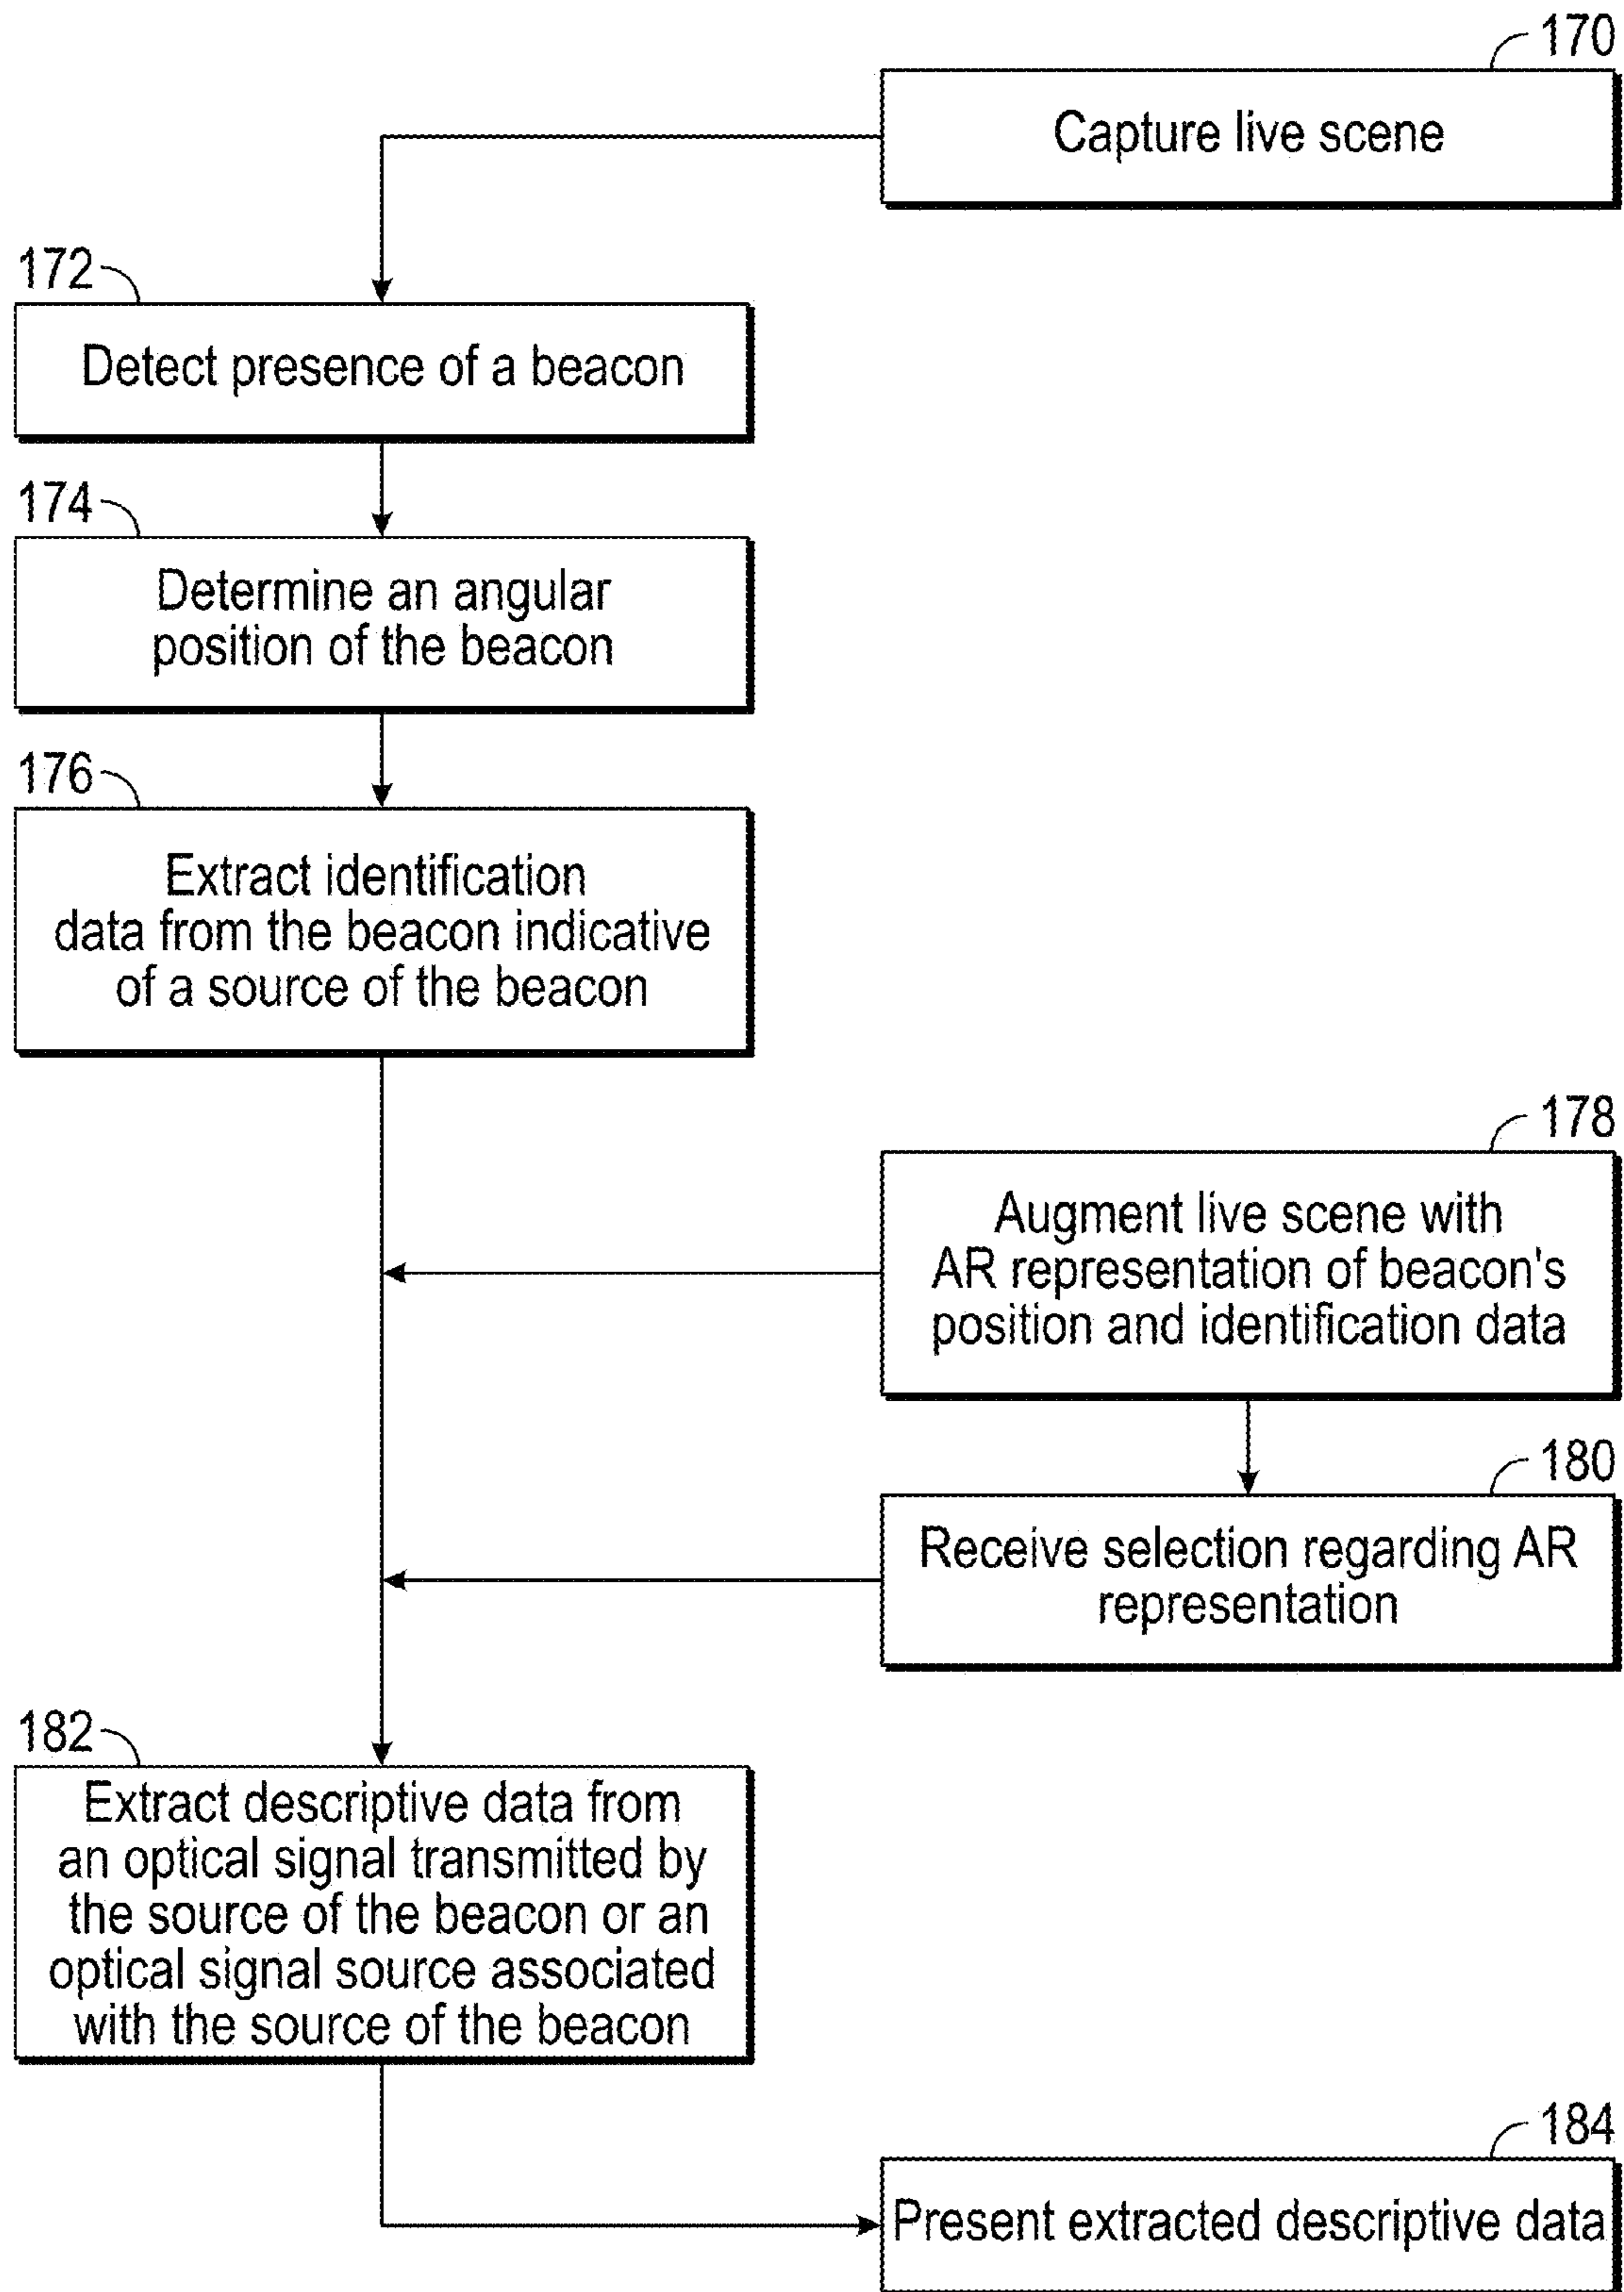 170
Capture live scene
172
Detect presence of a beacon
174
Determine an angular
position of the beacon
176
Extract identification
data from the beacon indicative
of a source of the beacon
178
Augment live scene with
AR representation of beacon's
position and identification data
180
Receive selection regarding AR
representation
182
Extract descriptive data from
an optical signal transmitted by
the source of the beacon or an
optical signal source associated
with the source of the beacon
184
Present extracted descriptive data